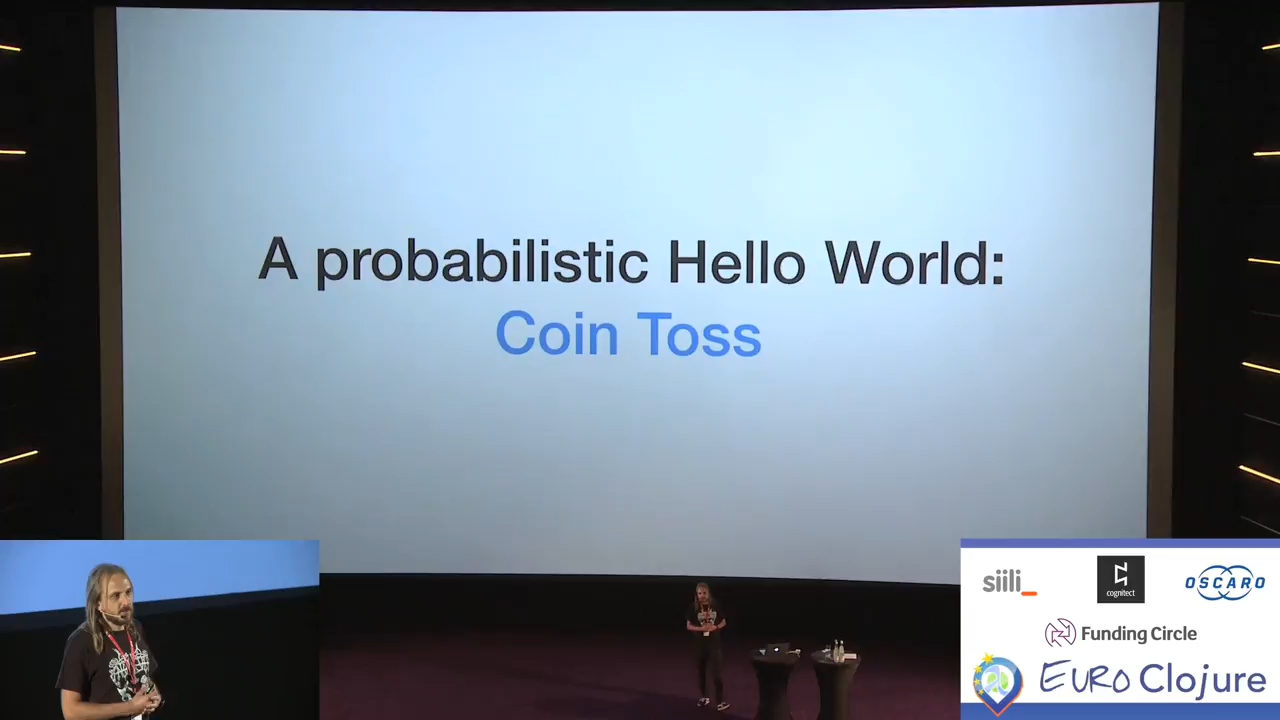 A probabilistic Hello World:
Coin Toss
siili_
cognitect
OSCARO
Funding Circle
EURO Clojure